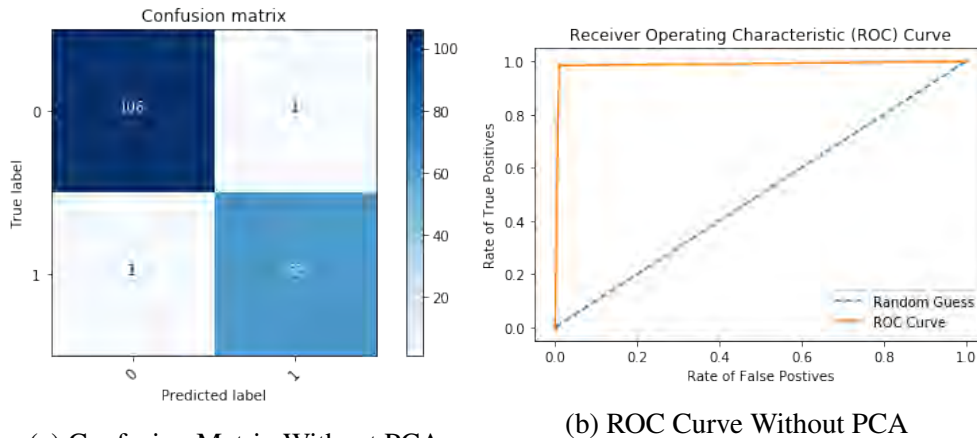 Confusion matrix
106
1
1
0
1
True label
0
1
Predicted label
100
80
60
40
20
Receiver Operating Characteristic (ROC) Curve
1.0
0.8
0.6
0.4
0.2
0.0
Rate of True Positives
Random Guess
ROC Curve
0.0
0.2
0.4
0.6
0.8
1.0
Rate of False Postives
(b) ROC Curve Without PCA